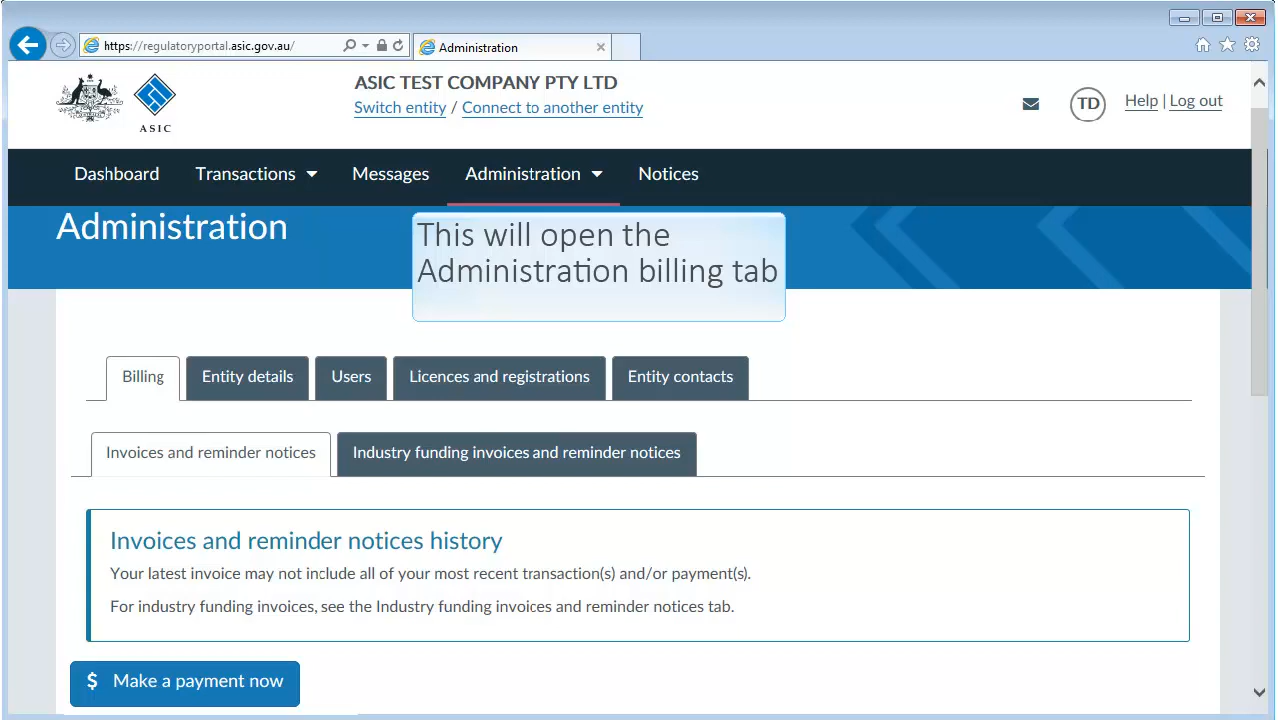 https://regulatoryportal.asic.gov.au/
Administration
ASIC
ASIC TEST COMPANY PTY LTD
Switch entity / Connect to another entity
TD
Help | Log out
Dashboard Transactions Messages Administration Notices
Administration
This will open the
Administration billing tab
Billing Entity details Users Licences and registrations Entity contacts
Invoices and reminder notices Industry funding invoices and reminder notices
Invoices and reminder notices history
Your latest invoice may not include all of your most recent transaction(s) and/or payment(s).
For industry funding invoices, see the Industry funding invoices and reminder notices tab.
$ Make a payment now